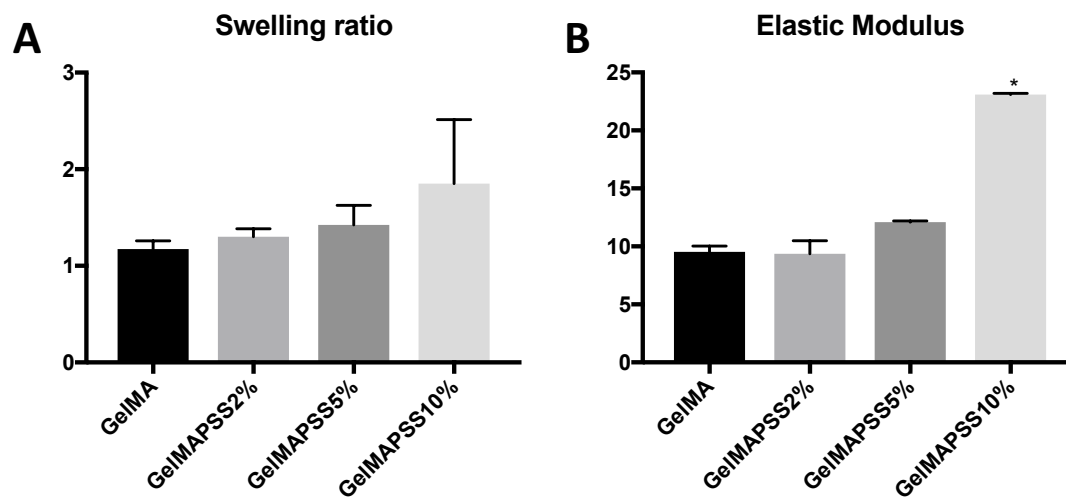 A
Swelling ratio
3
2
1
0
GelMA
GelMAPSS2%
GelMAPSS5%
GelMAPSS10%
B
Elastic Modulus
25
20
15
10
5
0
*
GelMA
GelMAPSS2%
GelMAPSS5%
GelMAPSS10%